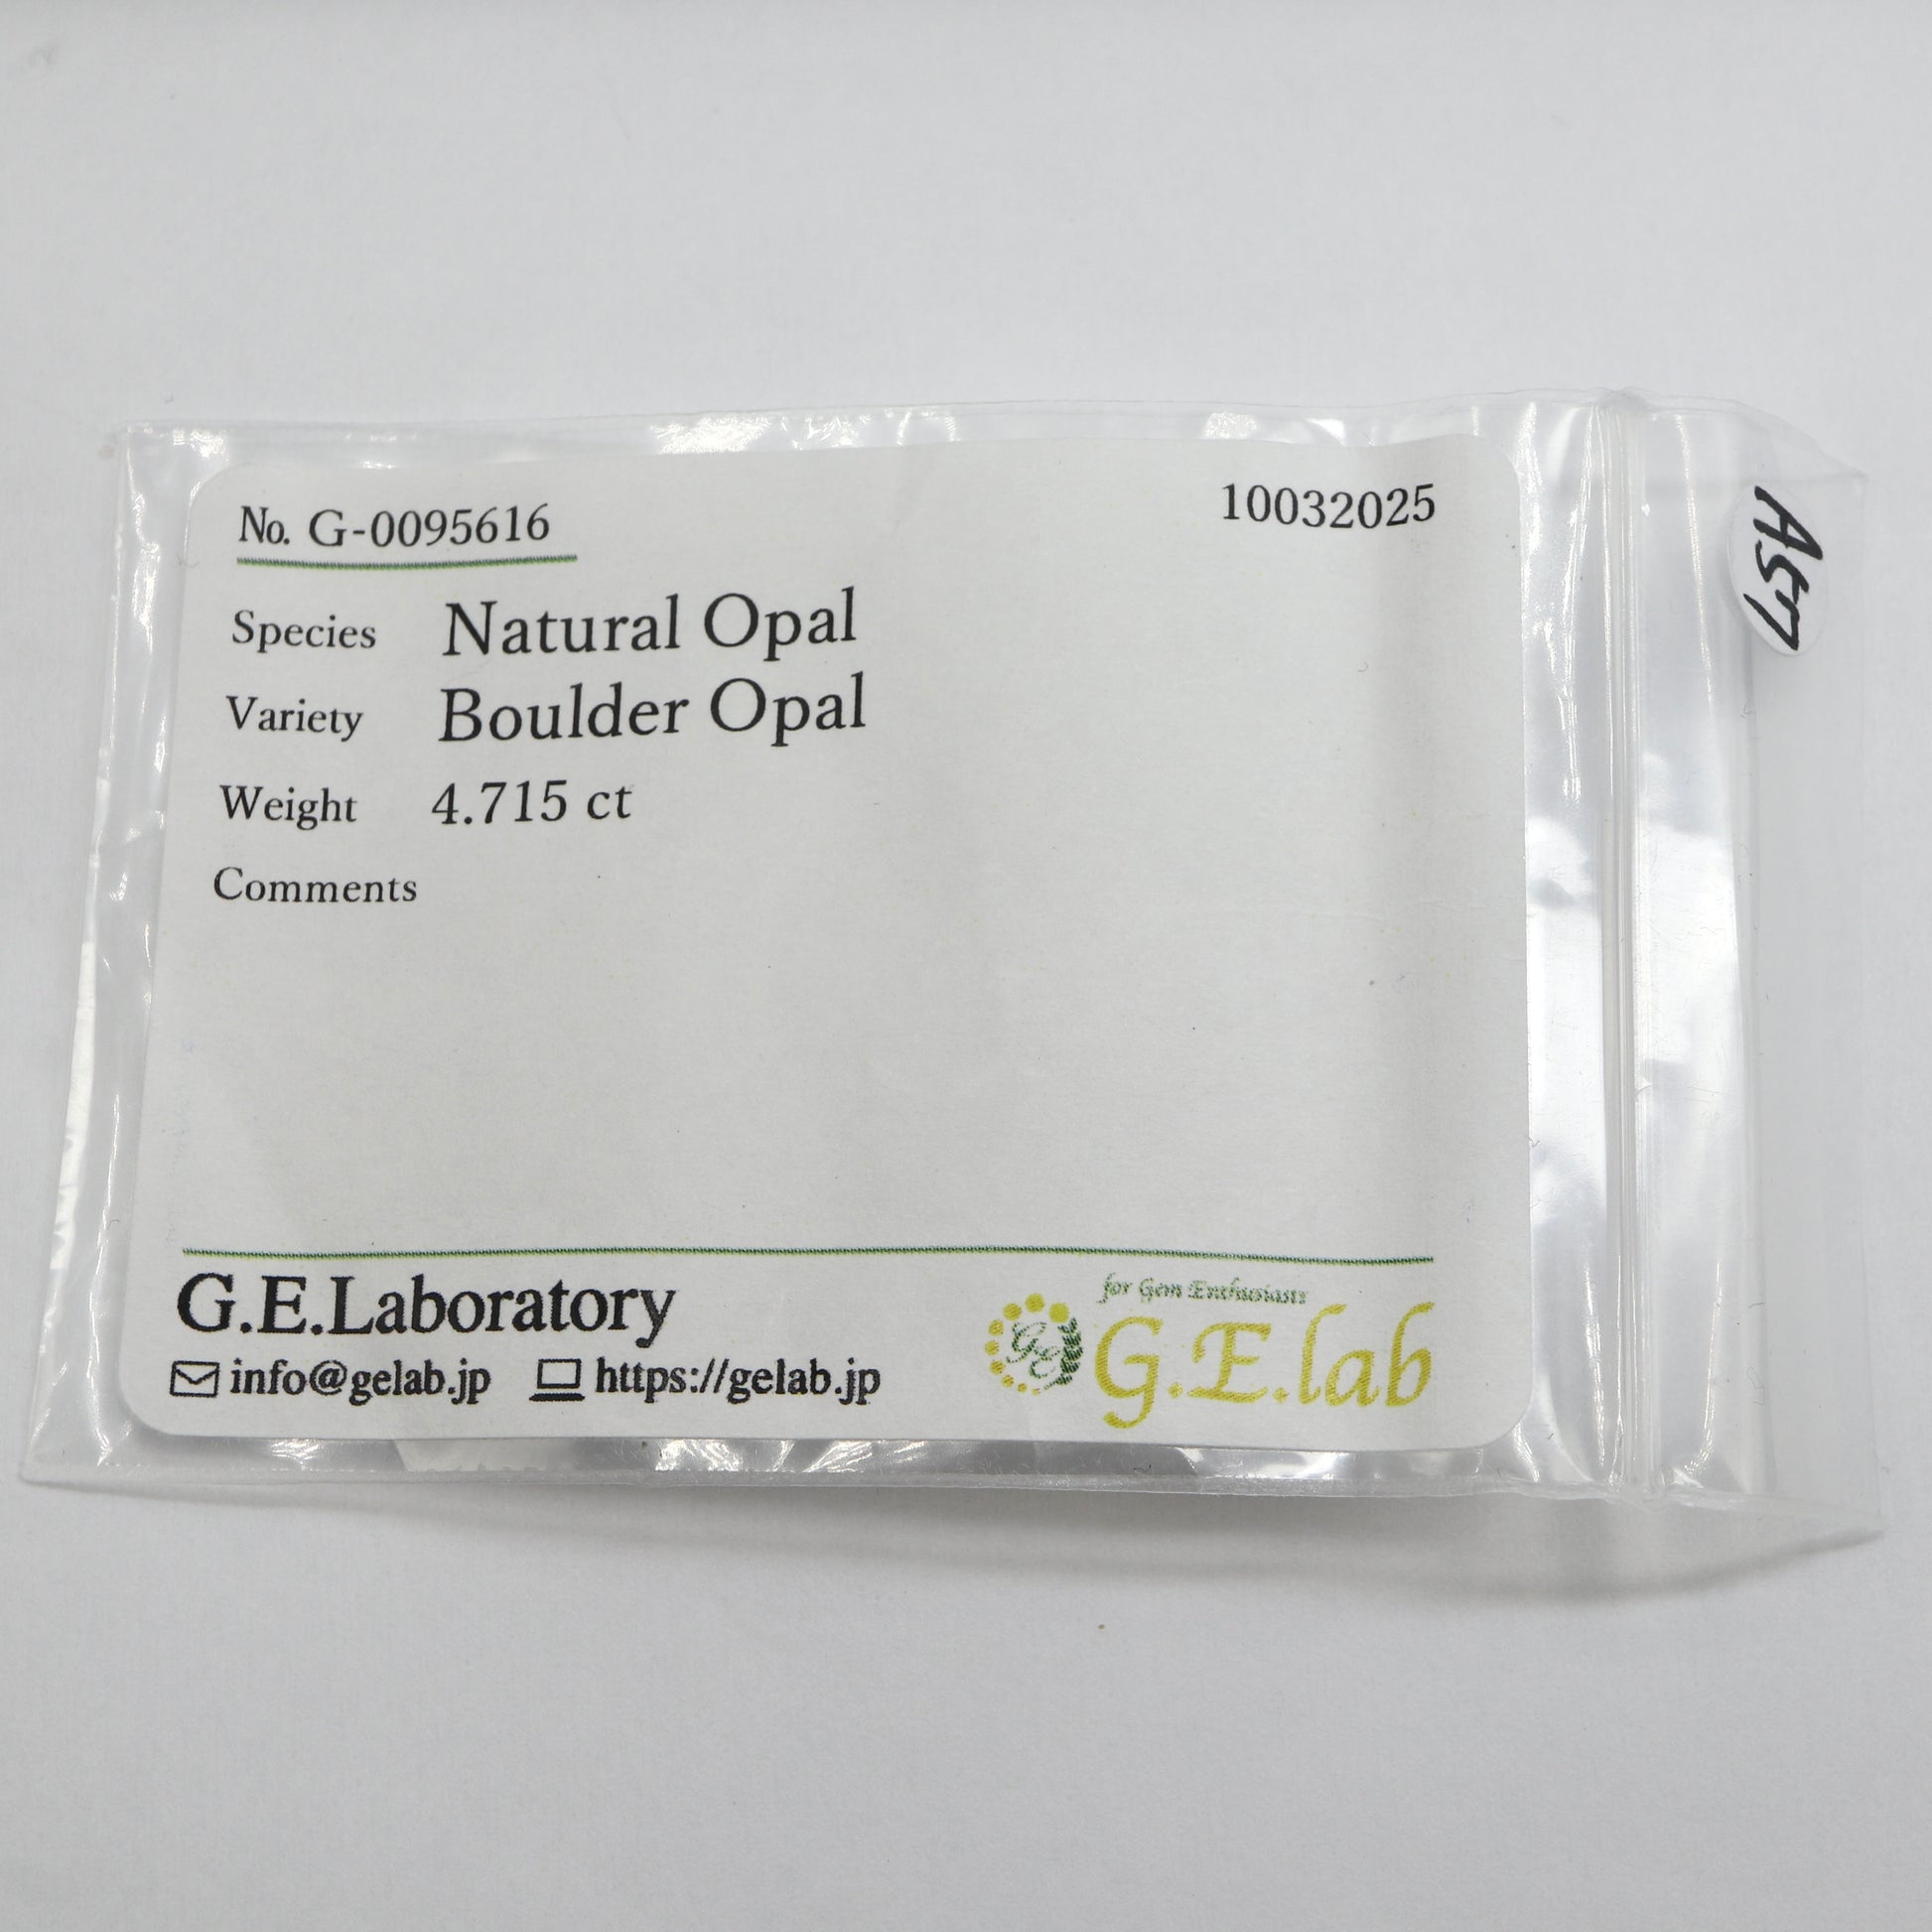 No. G-0095616 10032025
Species Natural Opal
Variety Boulder Opal
Weight 4.715 ct
Comments
G.E.Laboratory
info@gelab.jp https://gelab.jp
for Gem Enthusiasts
GE G.E.lab
A57